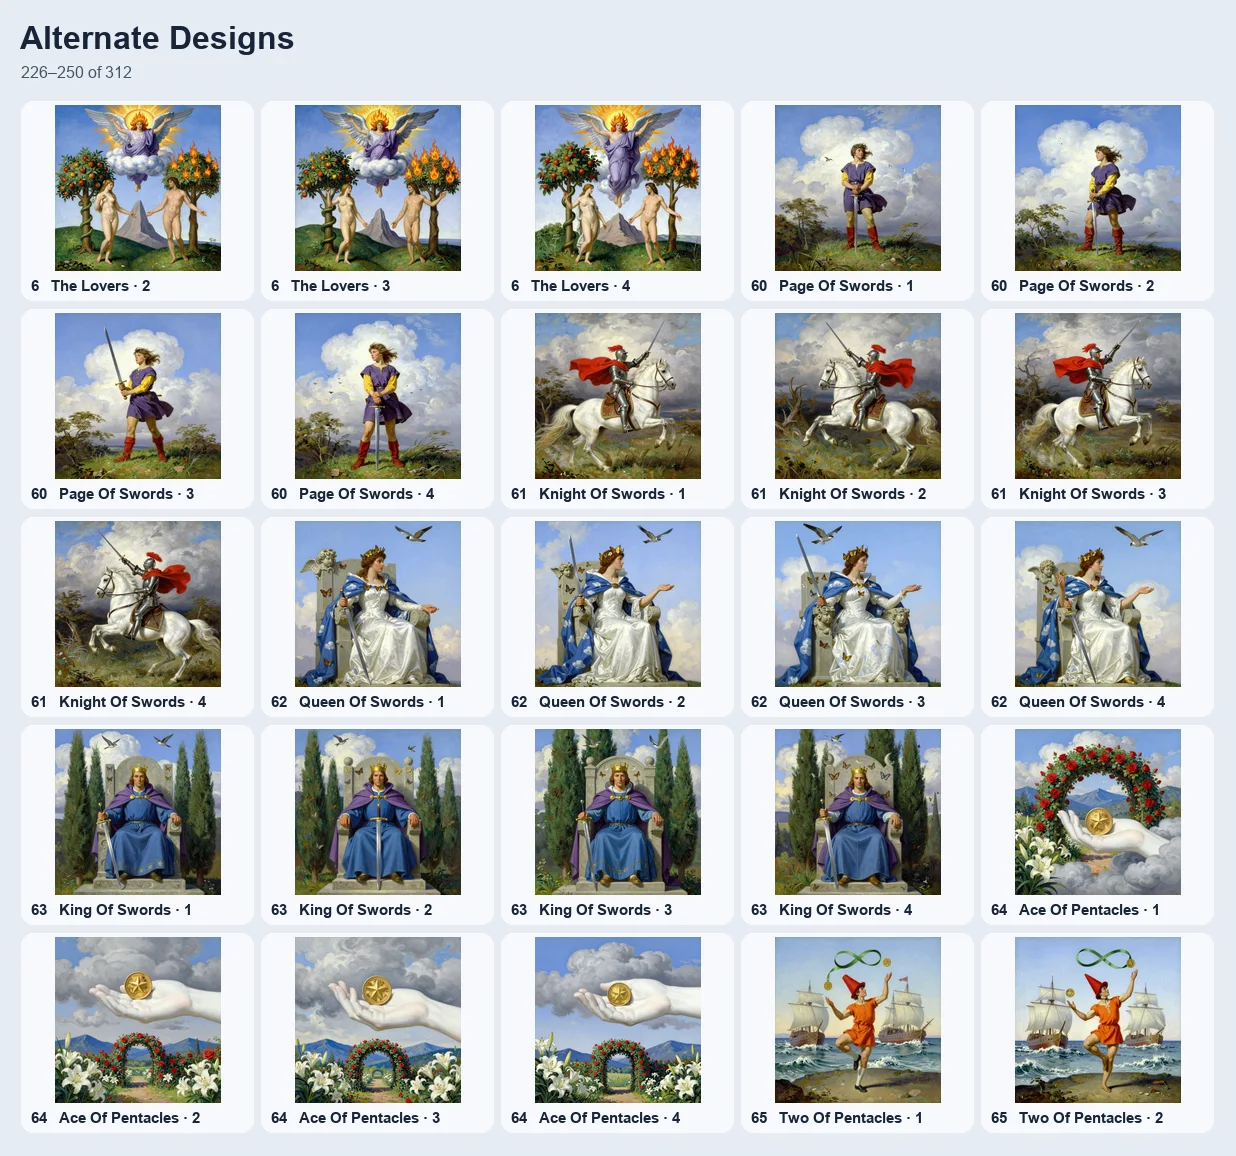 Alternate Designs
226–250 of 312
6 The Lovers · 2
6 The Lovers · 3
6 The Lovers · 4
60 Page Of Swords · 1
60 Page Of Swords · 2
60 Page Of Swords · 3
60 Page Of Swords · 4
61 Knight Of Swords · 1
61 Knight Of Swords · 2
61 Knight Of Swords · 3
61 Knight Of Swords · 4
62 Queen Of Swords · 1
62 Queen Of Swords · 2
62 Queen Of Swords · 3
62 Queen Of Swords · 4
63 King Of Swords · 1
63 King Of Swords · 2
63 King Of Swords · 3
63 King Of Swords · 4
64 Ace Of Pentacles · 1
64 Ace Of Pentacles · 2
64 Ace Of Pentacles · 3
64 Ace Of Pentacles · 4
65 Two Of Pentacles · 1
65 Two Of Pentacles · 2